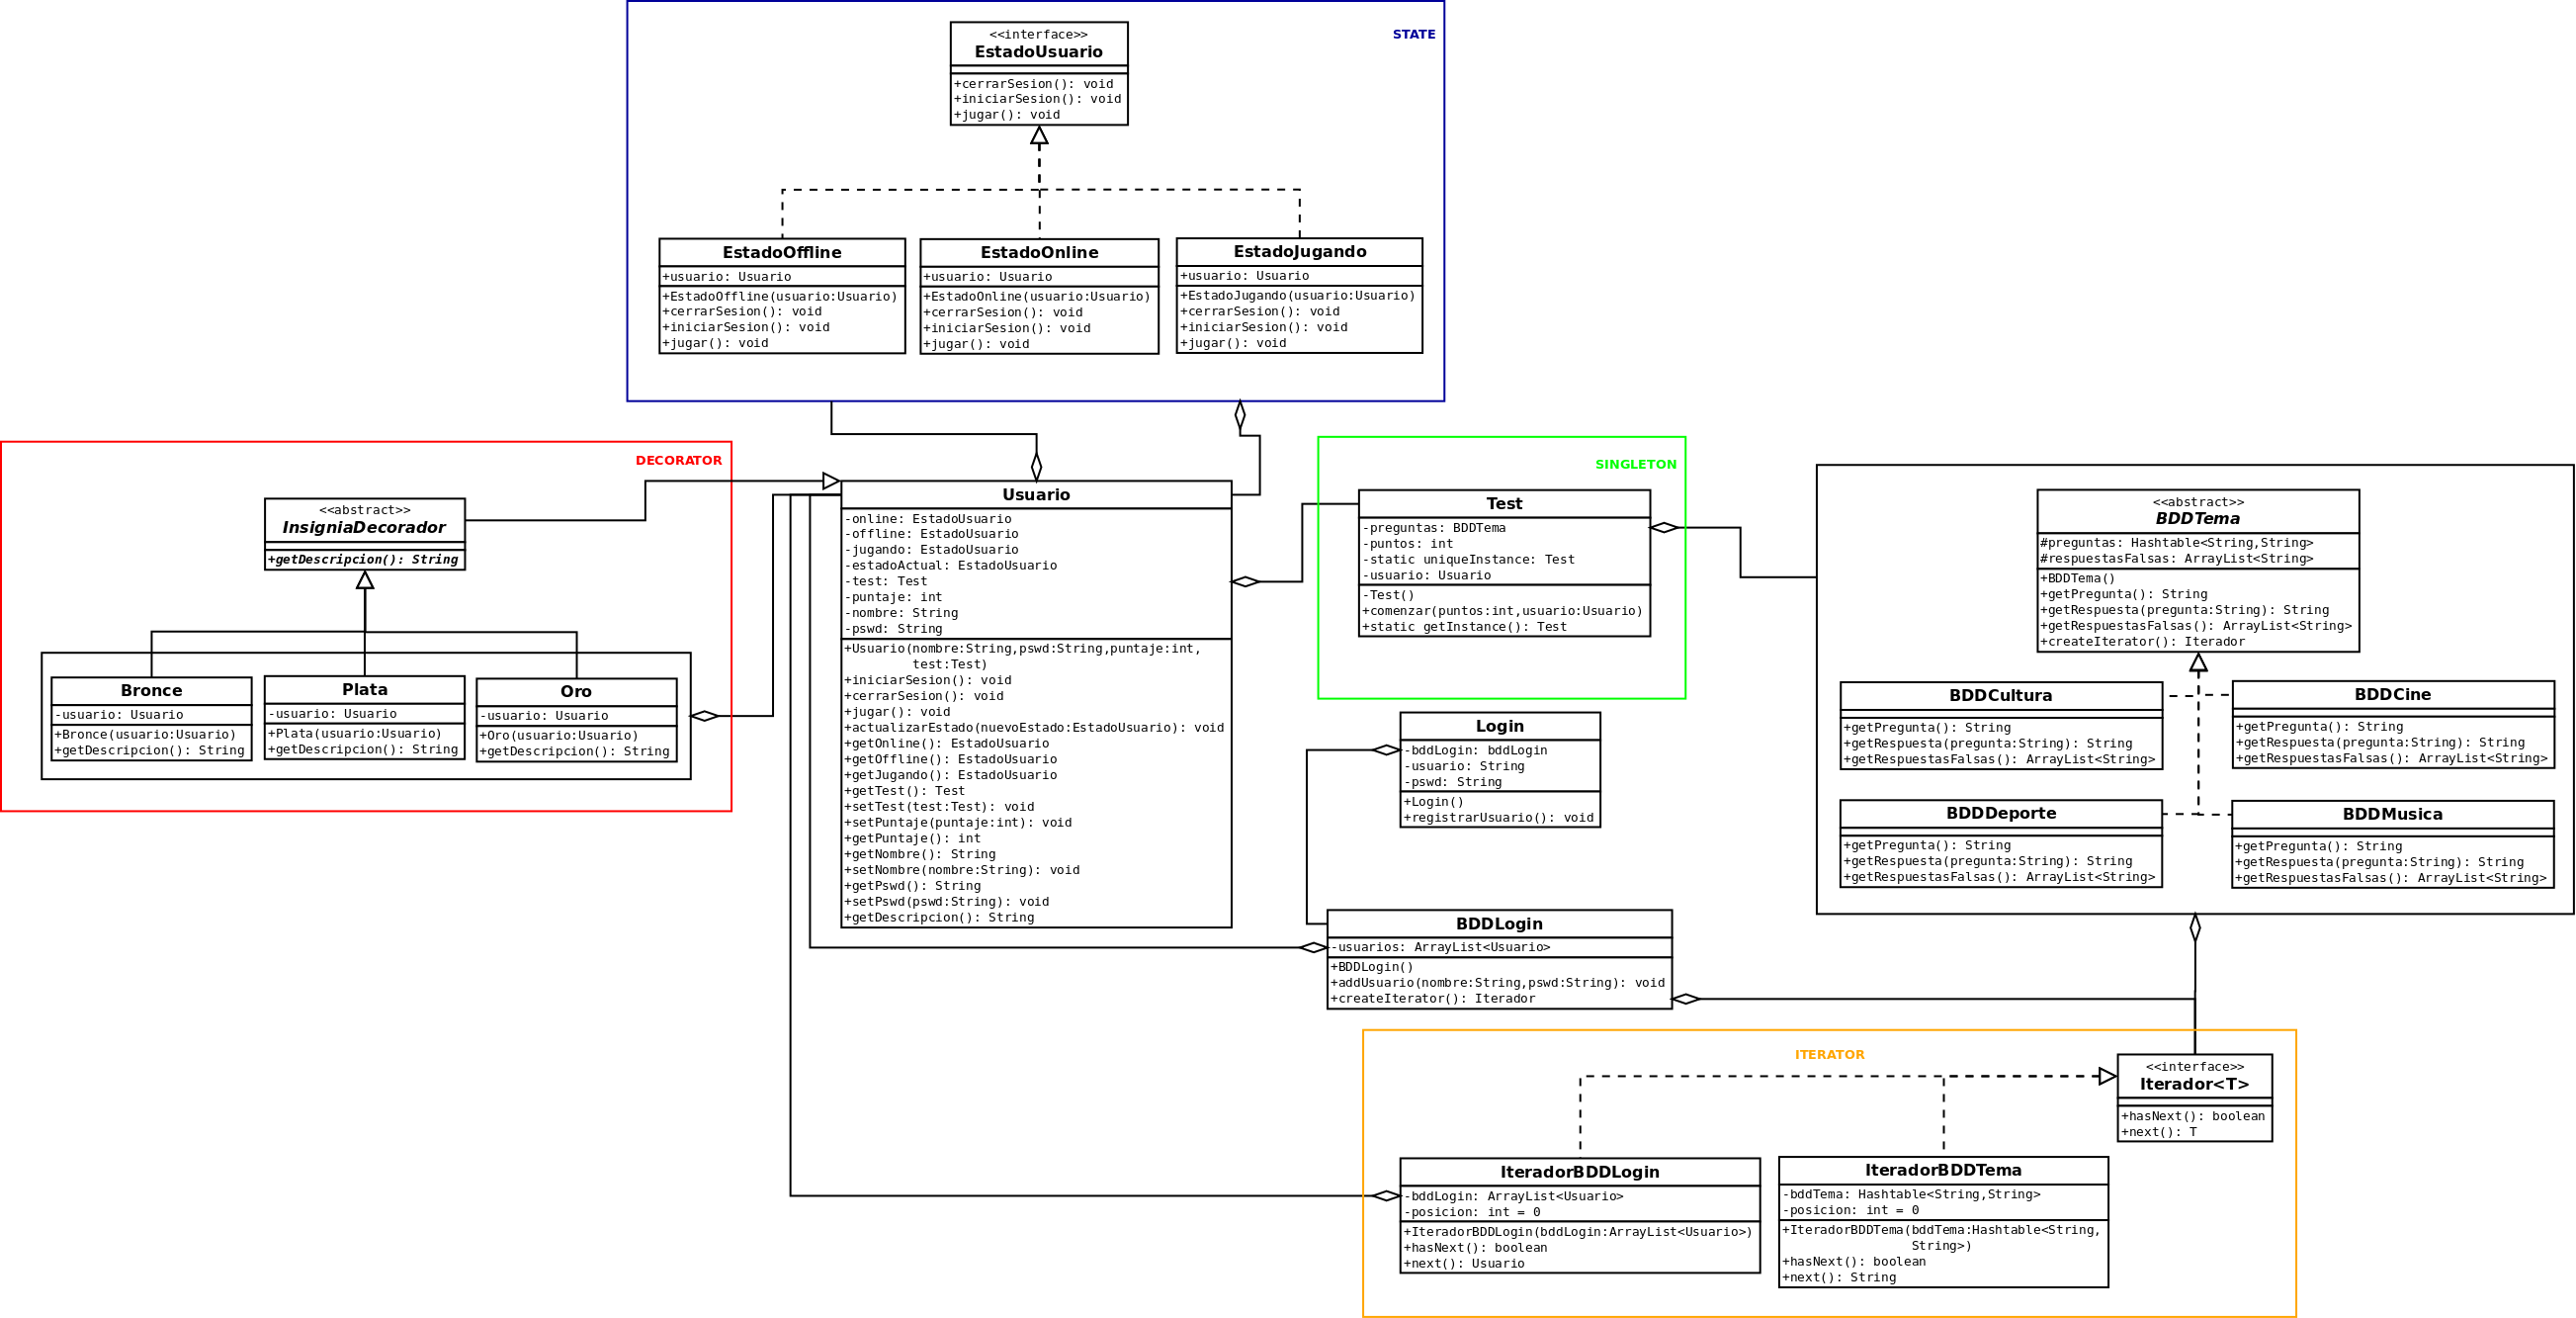 STATE
<<interface>>
EstadoUsuario
+cerrarSesion(): void
+iniciarSesion(): void
+jugar(): void
EstadoOffline
+usuario: Usuario
+EstadoOffline(usuario:Usuario)
+cerrarSesion(): void
+iniciarSesion(): void
+jugar(): void
EstadoOnline
+usuario: Usuario
+EstadoOnline(usuario:Usuario)
+cerrarSesion(): void
+iniciarSesion(): void
+jugar(): void
EstadoJugando
+usuario: Usuario
+EstadoJugando(usuario:Usuario)
+cerrarSesion(): void
+iniciarSesion(): void
+jugar(): void
DECORATOR
<<abstract>>
InsigniaDecorador
+getDescripcion(): String
Bronce
-usuario: Usuario
+Bronce(usuario:Usuario)
+getDescripcion(): String
Plata
-usuario: Usuario
+Plata(usuario:Usuario)
+getDescripcion(): String
Oro
-usuario: Usuario
+Oro(usuario:Usuario)
+getDescripcion(): String
Usuario
-online: EstadoUsuario
-offline: EstadoUsuario
-jugando: EstadoUsuario
-estadoActual: EstadoUsuario
-test: Test
-puntaje: int
-nombre: String
-pswd: String
+Usuario(nombre:String,pswd:String,puntaje:int,
test:Test)
+iniciarSesion(): void
+cerrarSesion(): void
+jugar(): void
+actualizarEstado(nuevoEstado:EstadoUsuario): void
+getOnline(): EstadoUsuario
+getOffline(): EstadoUsuario
+getJugando(): EstadoUsuario
+getTest(): Test
+setTest(test:Test): void
+setPuntaje(puntaje:int): void
+getPuntaje(): int
+getNombre(): String
+setNombre(nombre:String): void
+getPswd(): String
+setPswd(pswd:String): void
+getDescripcion(): String
SINGLETON
Test
-preguntas: BDDTema
-puntos: int
-static uniqueInstance: Test
-usuario: Usuario
-Test()
+comenzar(puntos:int,usuario:Usuario)
+static getInstance(): Test
Login
-bddLogin: bddLogin
-usuario: String
-pswd: String
+Login()
+registrarUsuario(): void
BDDLogin
-usuarios: ArrayList<Usuario>
+BDDLogin()
+addUsuario(nombre:String,pswd:String): void
+createIterator(): Iterador
<<abstract>>
BDDTema
#preguntas: Hashtable<String,String>
#respuestasFalsas: ArrayList<String>
+BDDTema()
+getPregunta(): String
+getRespuesta(pregunta:String): String
+getRespuestasFalsas(): ArrayList<String>
+createIterator(): Iterador
BDDCultura
+getPregunta(): String
+getRespuesta(pregunta:String): String
+getRespuestasFalsas(): ArrayList<String>
BDDCine
+getPregunta(): String
+getRespuesta(pregunta:String): String
+getRespuestasFalsas(): ArrayList<String>
BDDDeporte
+getPregunta(): String
+getRespuesta(pregunta:String): String
+getRespuestasFalsas(): ArrayList<String>
BDDMusica
+getPregunta(): String
+getRespuesta(pregunta:String): String
+getRespuestasFalsas(): ArrayList<String>
ITERATOR
<<interface>>
Iterador<T>
+hasNext(): boolean
+next(): T
IteradorBDDLogin
-bddLogin: ArrayList<Usuario>
-posicion: int = 0
+IteradorBDDLogin(bddLogin:ArrayList<Usuario>)
+hasNext(): boolean
+next(): Usuario
IteradorBDDTema
-bddTema: Hashtable<String,String>
-posicion: int = 0
+IteradorBDDTema(bddTema:Hashtable<String,
String>)
+hasNext(): boolean
+next(): String